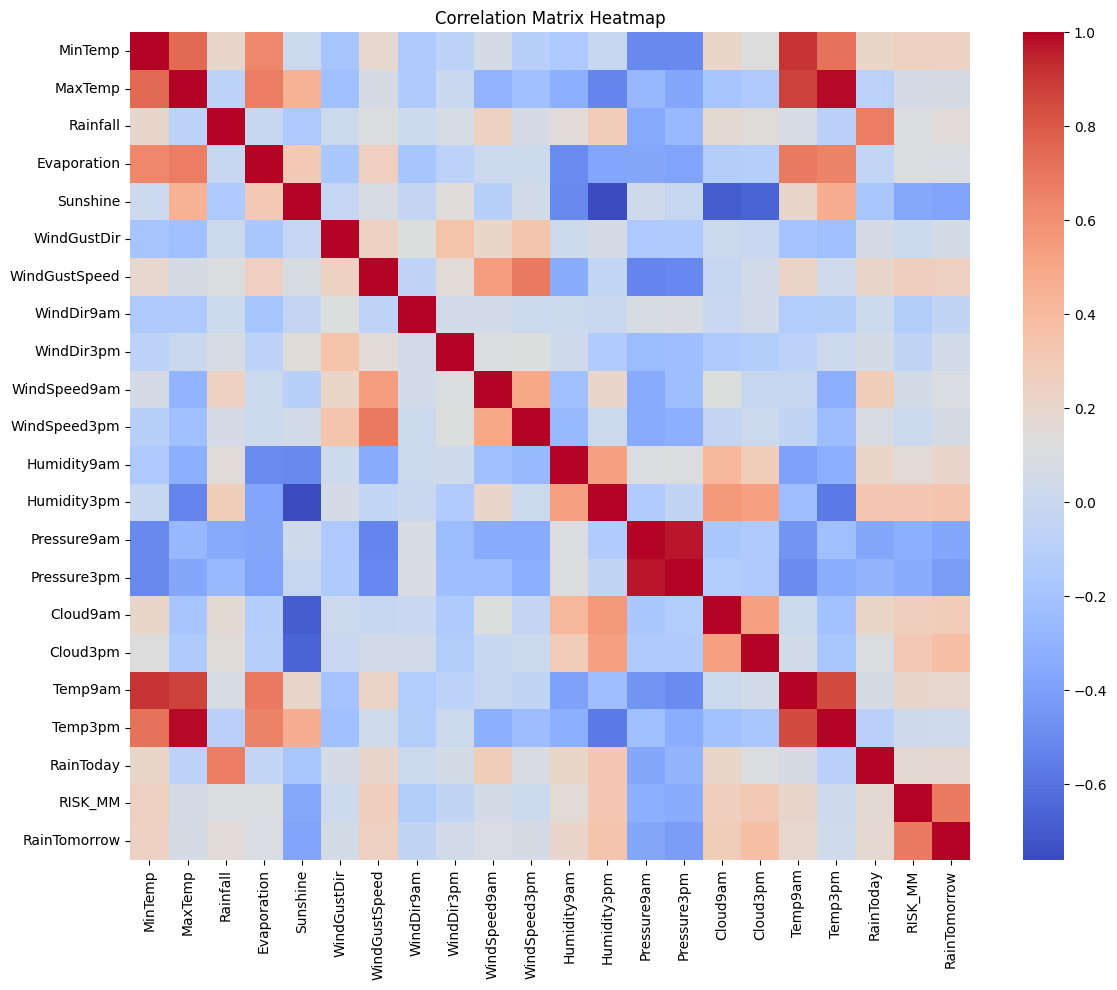 Correlation Matrix Heatmap
MinTemp
MaxTemp
Rainfall
Evaporation
Sunshine
WindGustDir
WindGustSpeed
WindDir9am
WindDir3pm
WindSpeed9am
WindSpeed3pm
Humidity9am
Humidity3pm
Pressure9am
Pressure3pm
Cloud9am
Cloud3pm
Temp9am
Temp3pm
RainToday
RISK_MM
RainTomorrow
MinTemp
MaxTemp
Rainfall
Evaporation
Sunshine
WindGustDir
WindGustSpeed
WindDir9am
WindDir3pm
WindSpeed9am
WindSpeed3pm
Humidity9am
Humidity3pm
Pressure9am
Pressure3pm
Cloud9am
Cloud3pm
Temp9am
Temp3pm
RainToday
RISK_MM
RainTomorrow
1.0
0.8
0.6
0.4
0.2
0.0
−0.2
−0.4
−0.6